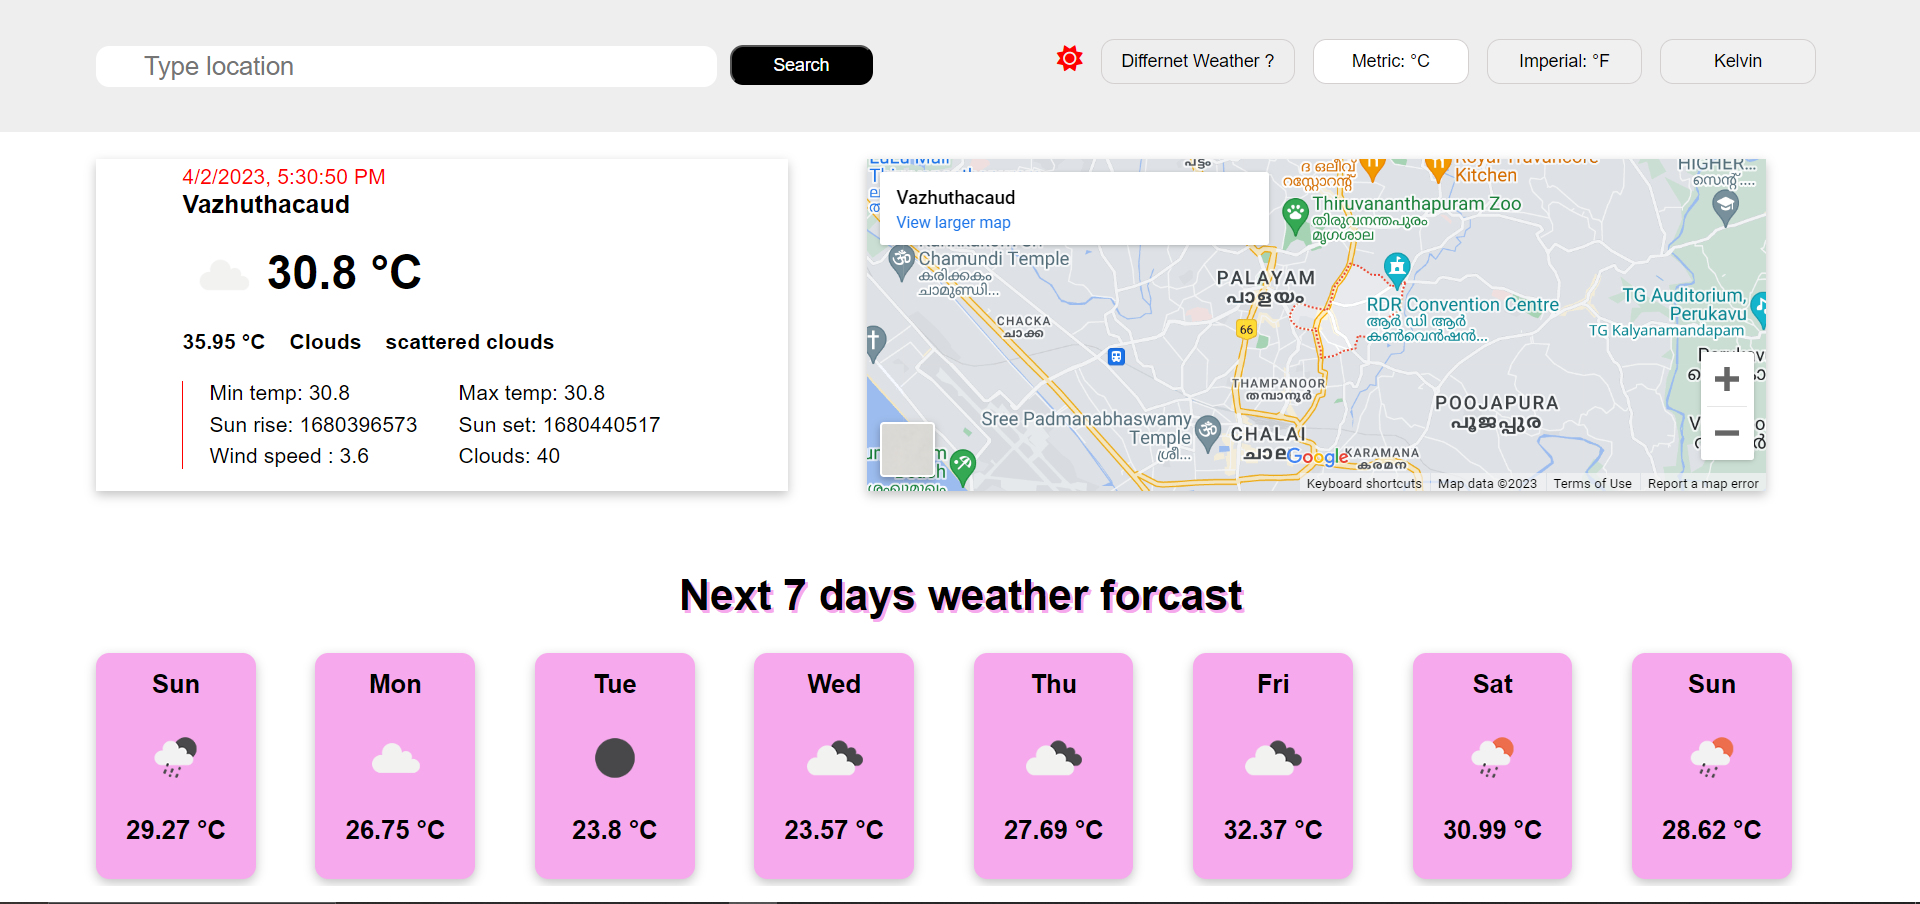 Type location
Search
Differnet Weather ?
Metric: °C
Imperial: °F
Kelvin
4/2/2023, 5:30:50 PM
Vazhuthacaud
30.8 °C
35.95 °C Clouds scattered clouds
Min temp: 30.8 Max temp: 30.8
Sun rise: 1680396573 Sun set: 1680440517
Wind speed : 3.6 Clouds: 40
Vazhuthacaud
View larger map
Kitchen
HIGHER...
സെന്റ് ....
ദ ഒലീവ്
റസ്റ്റോറന്റ്
Thiruvananthapuram Zoo
തിരുവനന്തപുരം
മൃഗശാല
Chamundi Temple
കരിക്കകം
ചാമുണ്ഡി...
PALAYAM
പാളയം
RDR Convention Centre
ആർ ഡി ആർ
കൺവെൻഷൻ...
TG Auditorium,
Perukavu
TG Kalyanamandapam
CHACKA
ചാക്ക
66
THAMPANOOR
തമ്പാനൂർ
POOJAPURA
പൂജപ്പുര
Sree Padmanabhaswamy
Temple
ശ്രീ...
CHALAI
Google
KARAMANA
കരമന
Keyboard shortcuts
Map data ©2023
Terms of Use
Report a map error
Next 7 days weather forcast
Sun
Mon
Tue
Wed
Thu
Fri
Sat
Sun
29.27 °C
26.75 °C
23.8 °C
23.57 °C
27.69 °C
32.37 °C
30.99 °C
28.62 °C